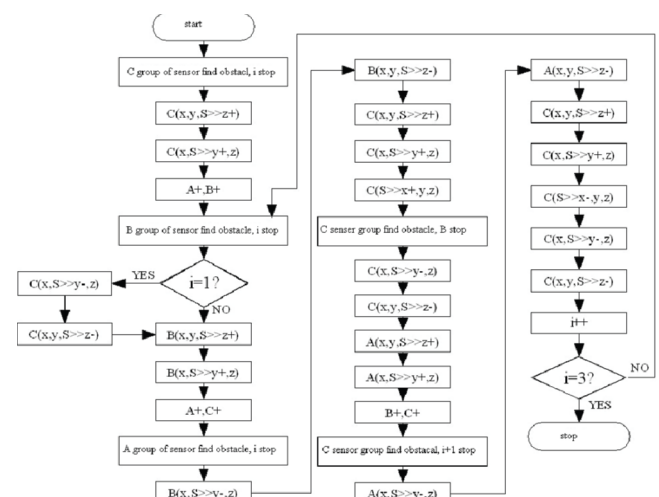 start
C group of sensor find obstacl, i stop
C(x,y,S>>z+)
C(x,S>>y+,z)
A+,B+
B group of sensor find obstacle, i stop
i=1?
YES
NO
C(x,S>>y-,z)
C(x,y,S>>z-)
B(x,y,S>>z+)
B(x,S>>y+,z)
A+,C+
A group of sensor find obstacle, i stop
B(x,S>>y-,z)
B(x,y,S>>z-)
C(x,y,S>>z+)
C(x,S>>y+,z)
C(S>>x+,y,z)
C senser group find obstacle, B stop
C(x,S>>y-,z)
C(x,y,S>>z-)
A(x,y,S>>z+)
A(x,S>>y+,z)
B+,C+
C sensor group find obstacal, i+1 stop
A(x,S>>y-,z)
A(x,y,S>>z-)
C(x,y,S>>z+)
C(x,S>>y+,z)
C(S>>x-,y,z)
C(x,S>>y-,z)
C(x,y,S>>z-)
i++
i=3?
NO
YES
stop